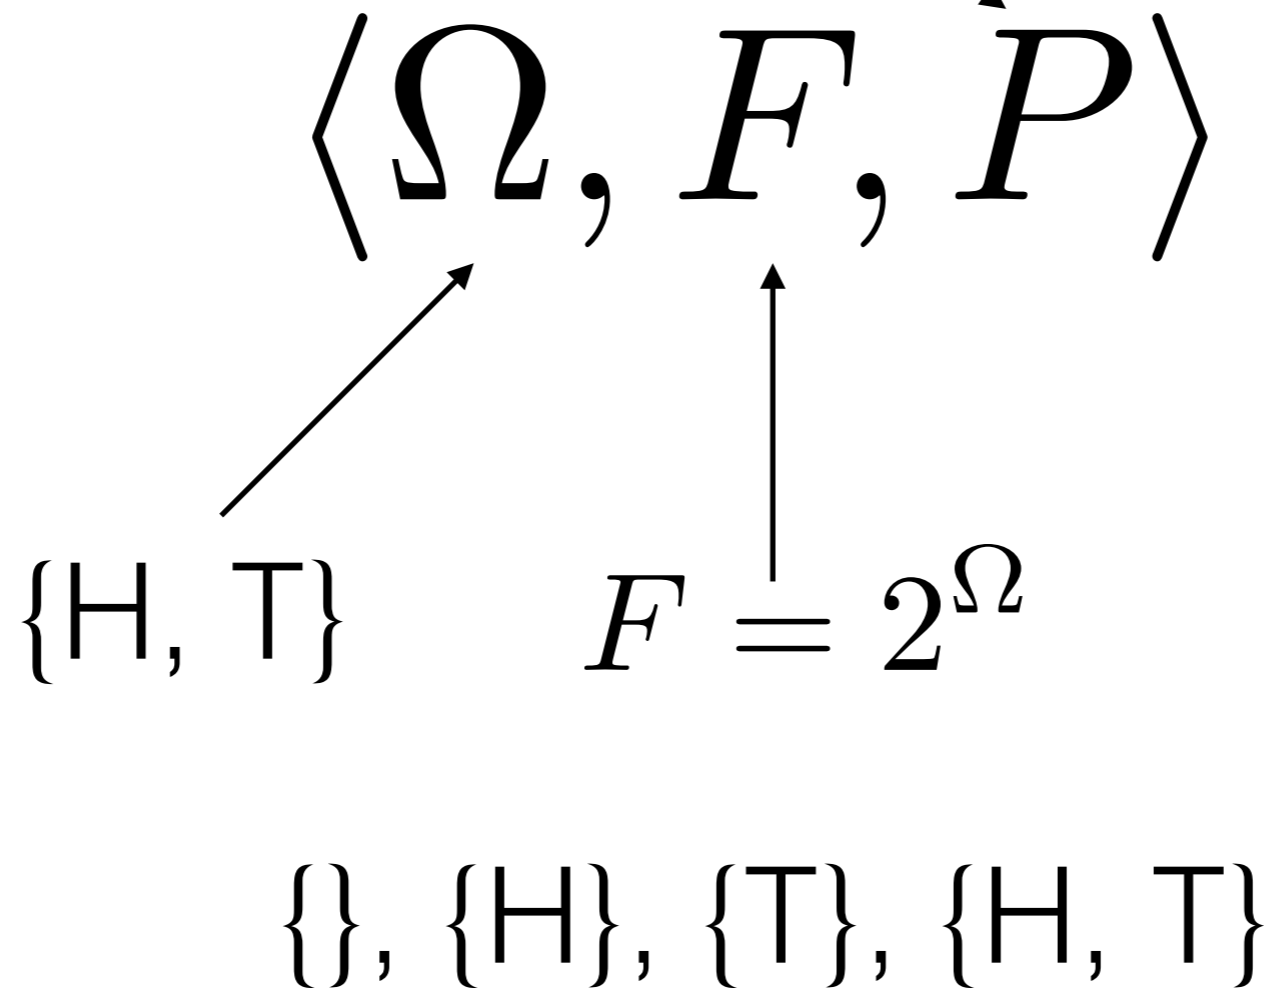 ⟨Ω, F, P⟩
{H, T}
F = 2^Ω
{}, {H}, {T}, {H, T}